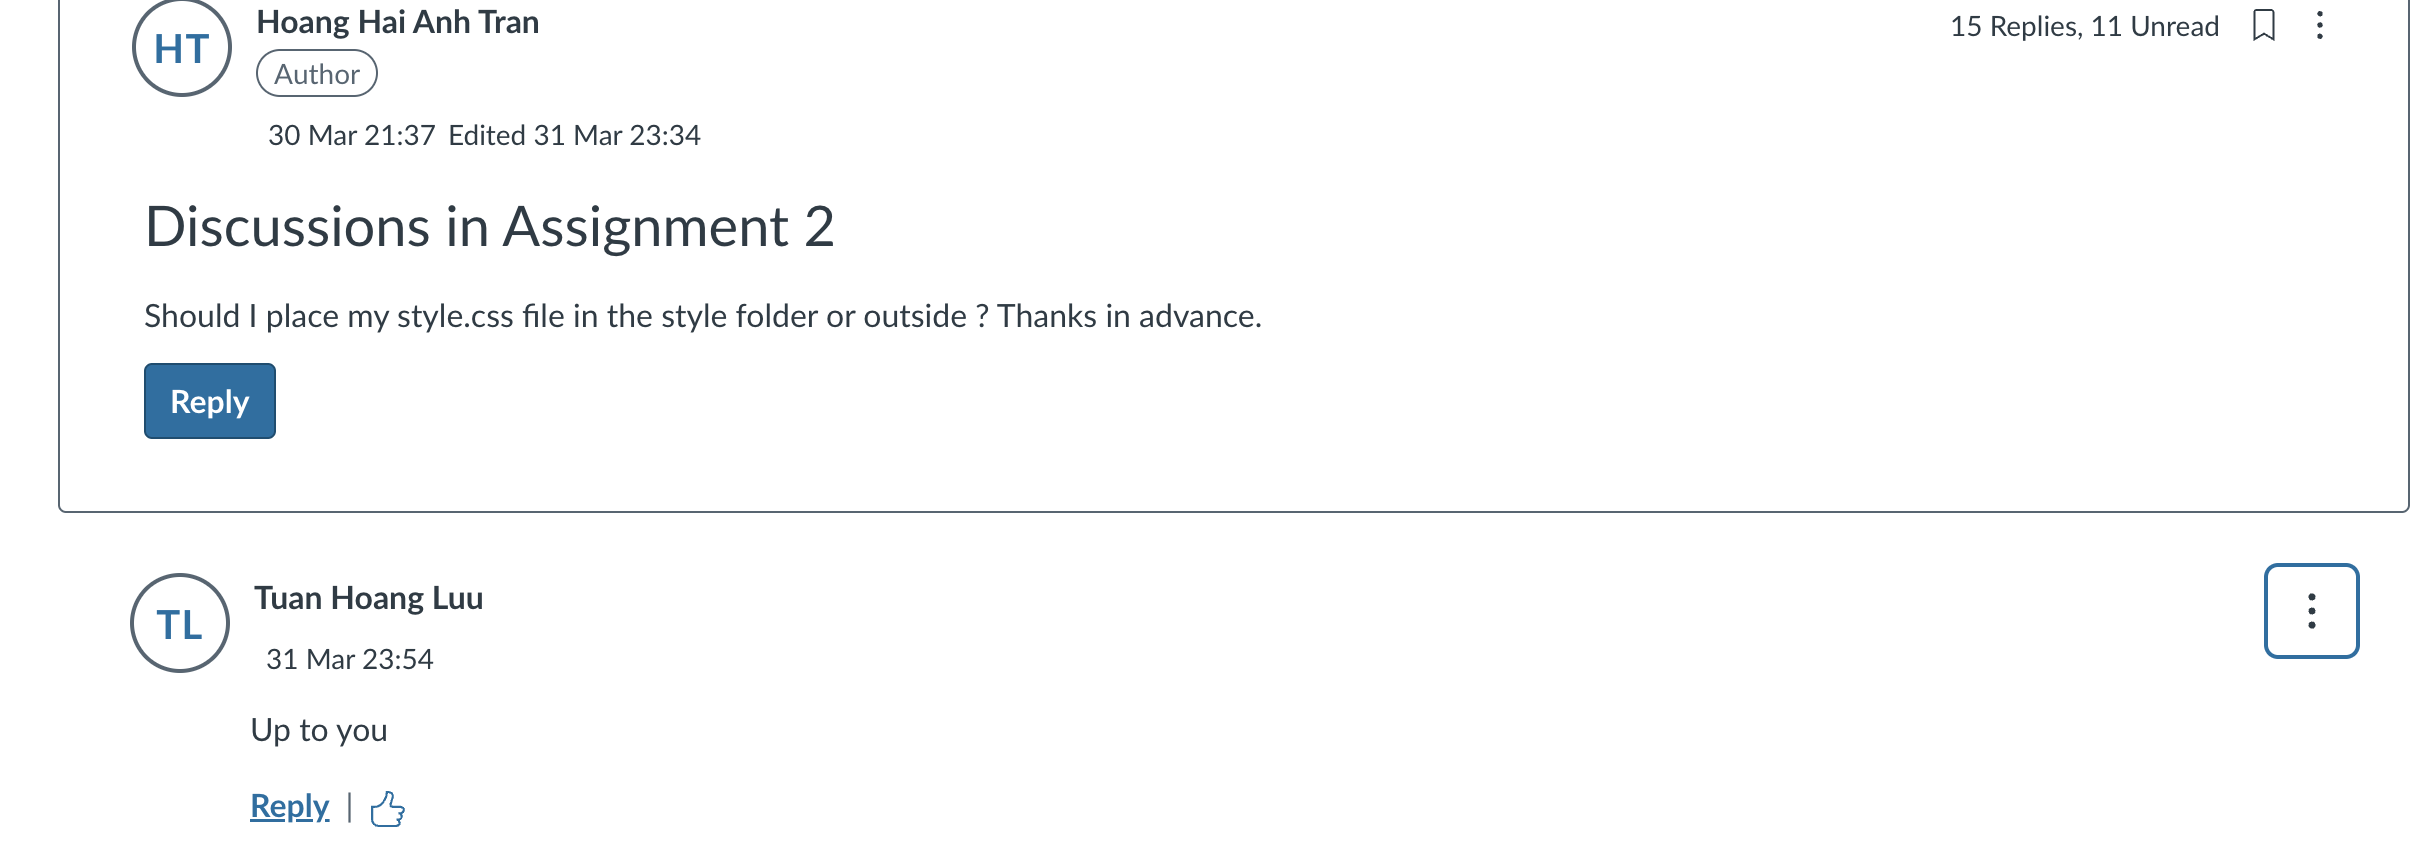 HT
Hoang Hai Anh Tran
15 Replies, 11 Unread
Author
30 Mar 21:37 Edited 31 Mar 23:34
Discussions in Assignment 2
Should I place my style.css file in the style folder or outside ? Thanks in advance.
Reply
TL
Tuan Hoang Luu
31 Mar 23:54
Up to you
Reply |